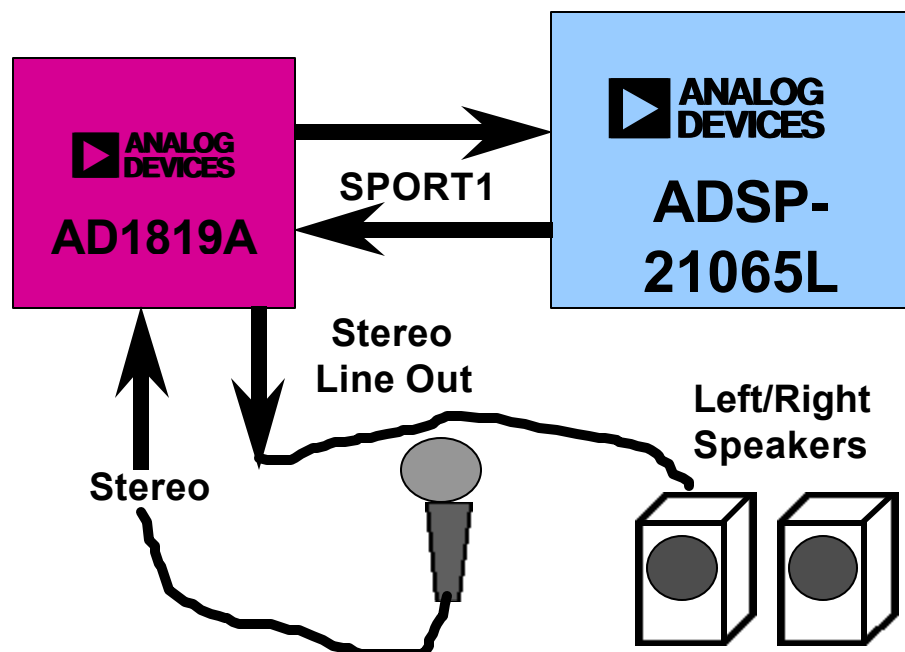 ANALOG
DEVICES
AD1819A
SPORT1
ANALOG
DEVICES
ADSP-
21065L
Stereo
Line Out
Left/Right
Speakers
Stereo